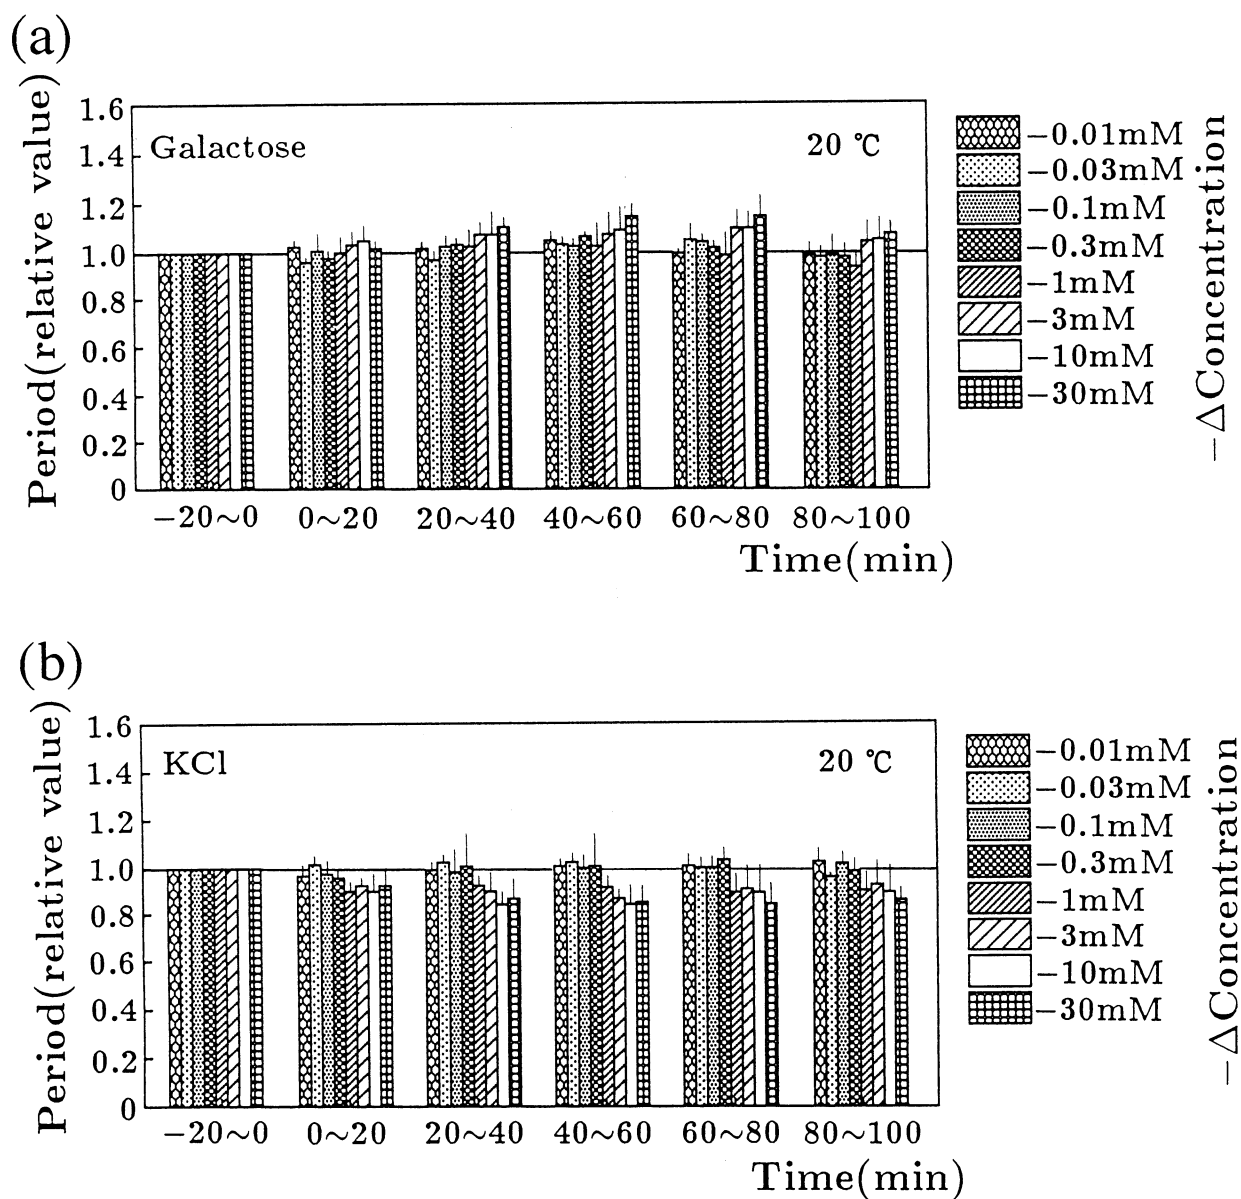 (a)
Period(relative value)
1.6
1.4
1.2
1.0
0.8
0.6
0.4
0.2
0
Galactose
20 ℃
−20~0
0~20
20~40
40~60
60~80
80~100
Time(min)
−0.01mM
−0.03mM
−0.1mM
−0.3mM
−1mM
−3mM
−10mM
−30mM
−ΔConcentration
(b)
Period(relative value)
1.6
1.4
1.2
1.0
0.8
0.6
0.4
0.2
0
KCl
20 ℃
−20~0
0~20
20~40
40~60
60~80
80~100
Time(min)
−0.01mM
−0.03mM
−0.1mM
−0.3mM
−1mM
−3mM
−10mM
−30mM
−ΔConcentration